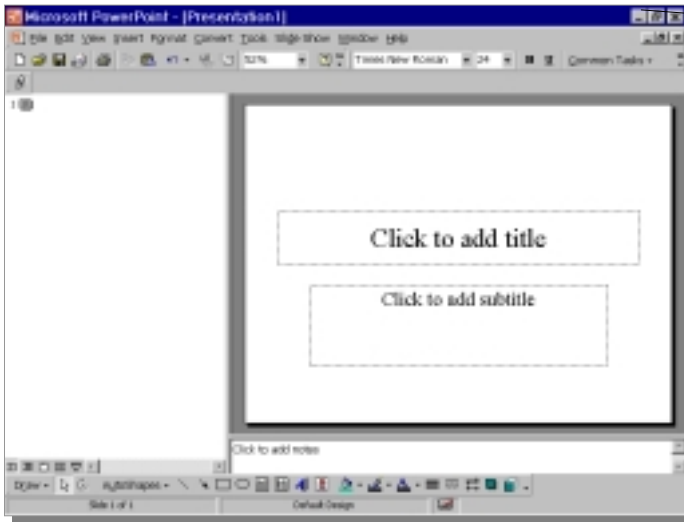 Microsoft PowerPoint - [Presentation1]
File Edit View Insert Format Convert Tools Slide Show Window Help
52% Times New Roman 24 Common Tasks
1
Click to add title
Click to add subtitle
Click to add notes
Draw AutoShapes
Slide 1 of 1 Default Design